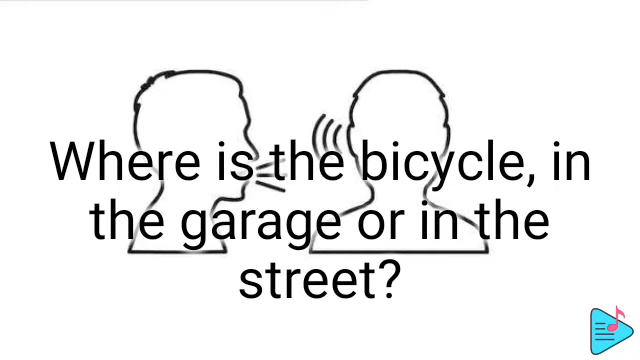 Where is the bicycle, in
the garage or in the
street?